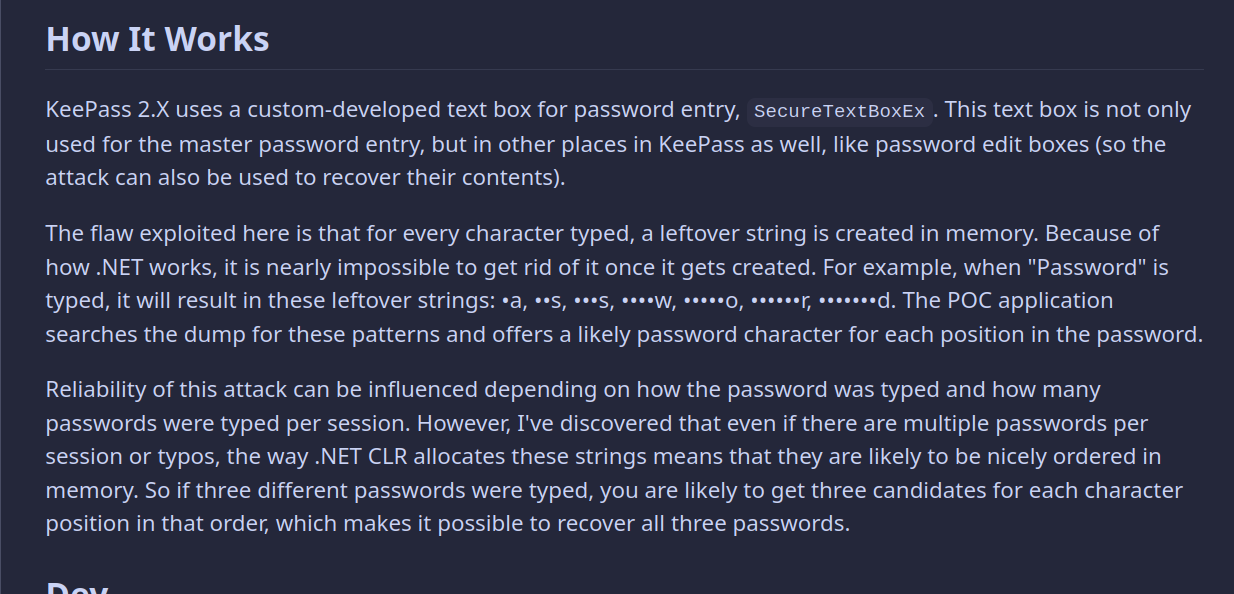 How It Works
KeePass 2.X uses a custom-developed text box for password entry, SecureTextBoxEx. This text box is not only
used for the master password entry, but in other places in KeePass as well, like password edit boxes (so the
attack can also be used to recover their contents).
The flaw exploited here is that for every character typed, a leftover string is created in memory. Because of
how .NET works, it is nearly impossible to get rid of it once it gets created. For example, when "Password" is
typed, it will result in these leftover strings: •a, ••s, •••s, ••••w, •••••o, ••••••r, •••••••d. The POC application
searches the dump for these patterns and offers a likely password character for each position in the password.
Reliability of this attack can be influenced depending on how the password was typed and how many
passwords were typed per session. However, I've discovered that even if there are multiple passwords per
session or typos, the way .NET CLR allocates these strings means that they are likely to be nicely ordered in
memory. So if three different passwords were typed, you are likely to get three candidates for each character
position in that order, which makes it possible to recover all three passwords.
Dev